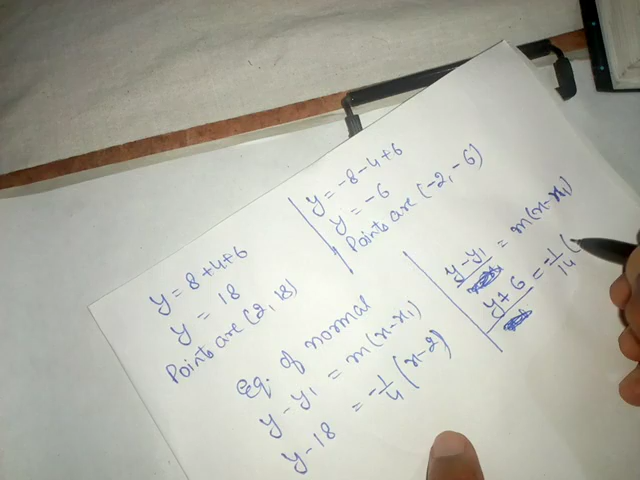 y = 8+4+6
y = 18
Points are (2, 18)
y = -8-4+6
y = -6
Points are (-2, -6)
Eq. of normal
y - y₁ = m(x-x₁)
y - 18 = -1/14 (x-2)
y-y₁ = m(x-x₁)
y+6 = -1/14 (